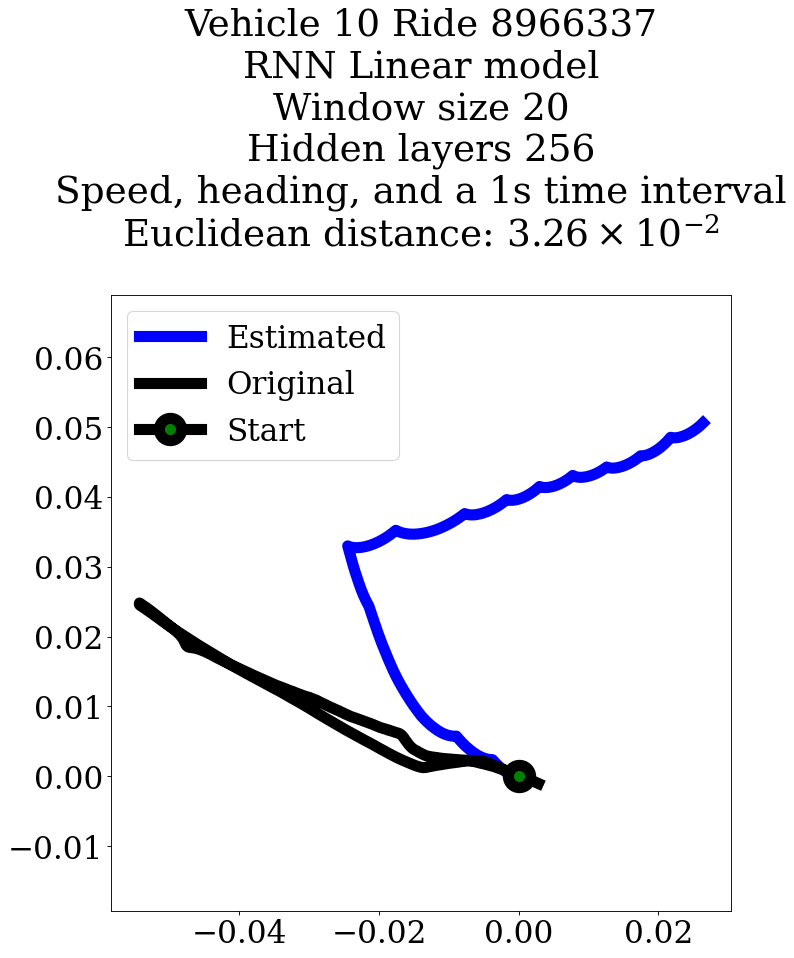 Vehicle 10 Ride 8966337
RNN Linear model
Window size 20
Hidden layers 256
Speed, heading, and a 1s time interval
Euclidean distance: 3.26 × 10⁻²
Estimated
Original
Start
0.06
0.05
0.04
0.03
0.02
0.01
0.00
−0.01
−0.04 −0.02 0.00 0.02